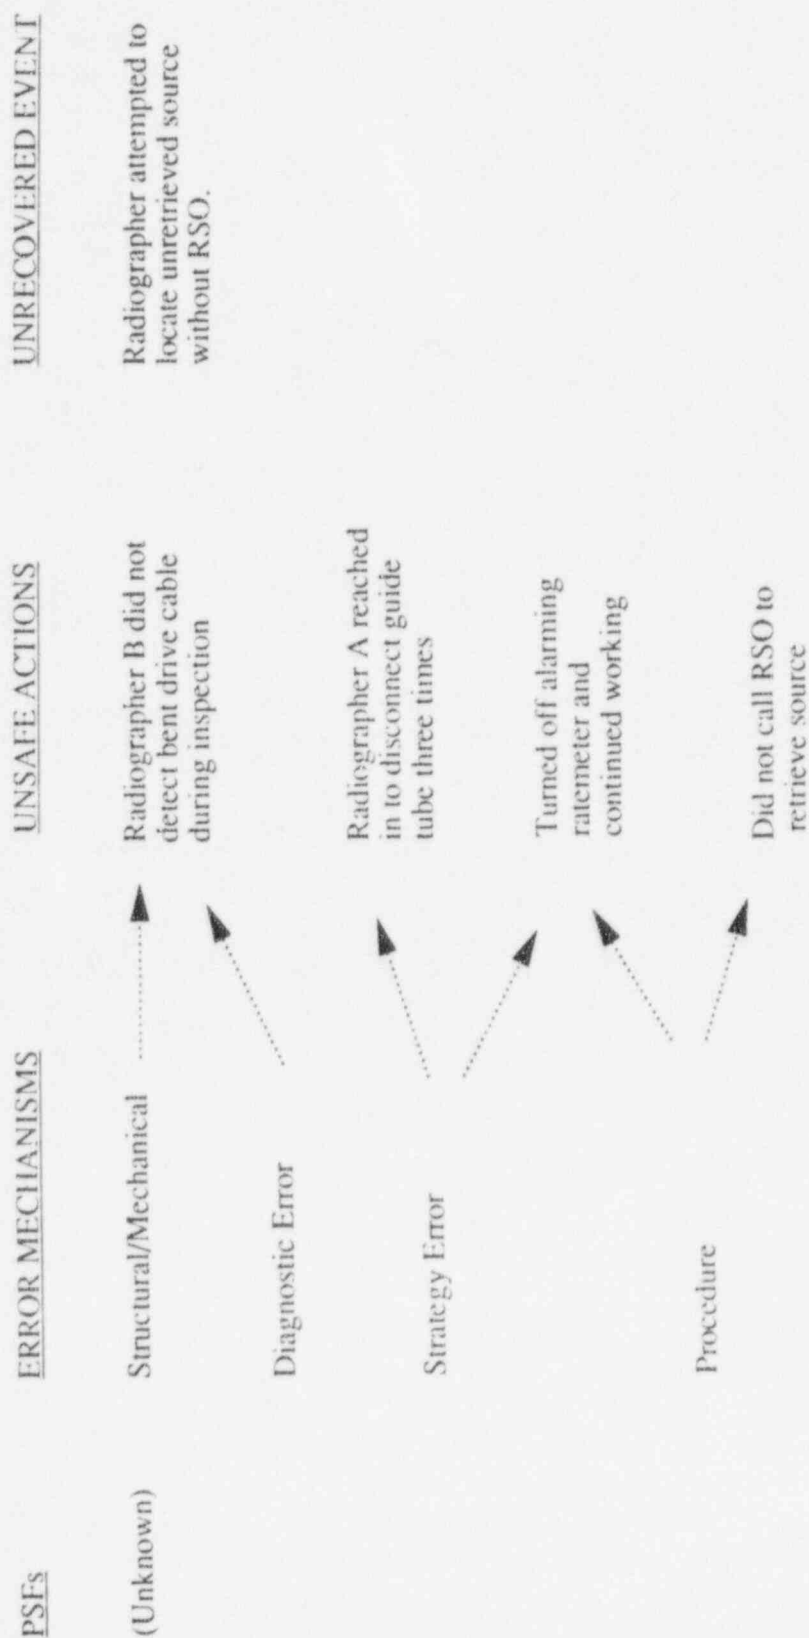 PSFs
ERROR MECHANISMS
UNSAFE ACTIONS
UNRECOVERED EVENT
(Unknown)
Structural/Mechanical
Diagnostic Error
Strategy Error
Procedure
Radiographer B did not
detect bent drive cable
during inspection
Radiographer A reached
in to disconnect guide
tube three times
Turned off alarming
ratemeter and
continued working
Did not call RSO to
retrieve source
Radiographer attempted to
locate unretrieved source
without RSO.